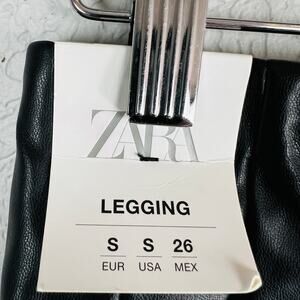 ZARA
LEGGING
S S 26
EUR USA MEX